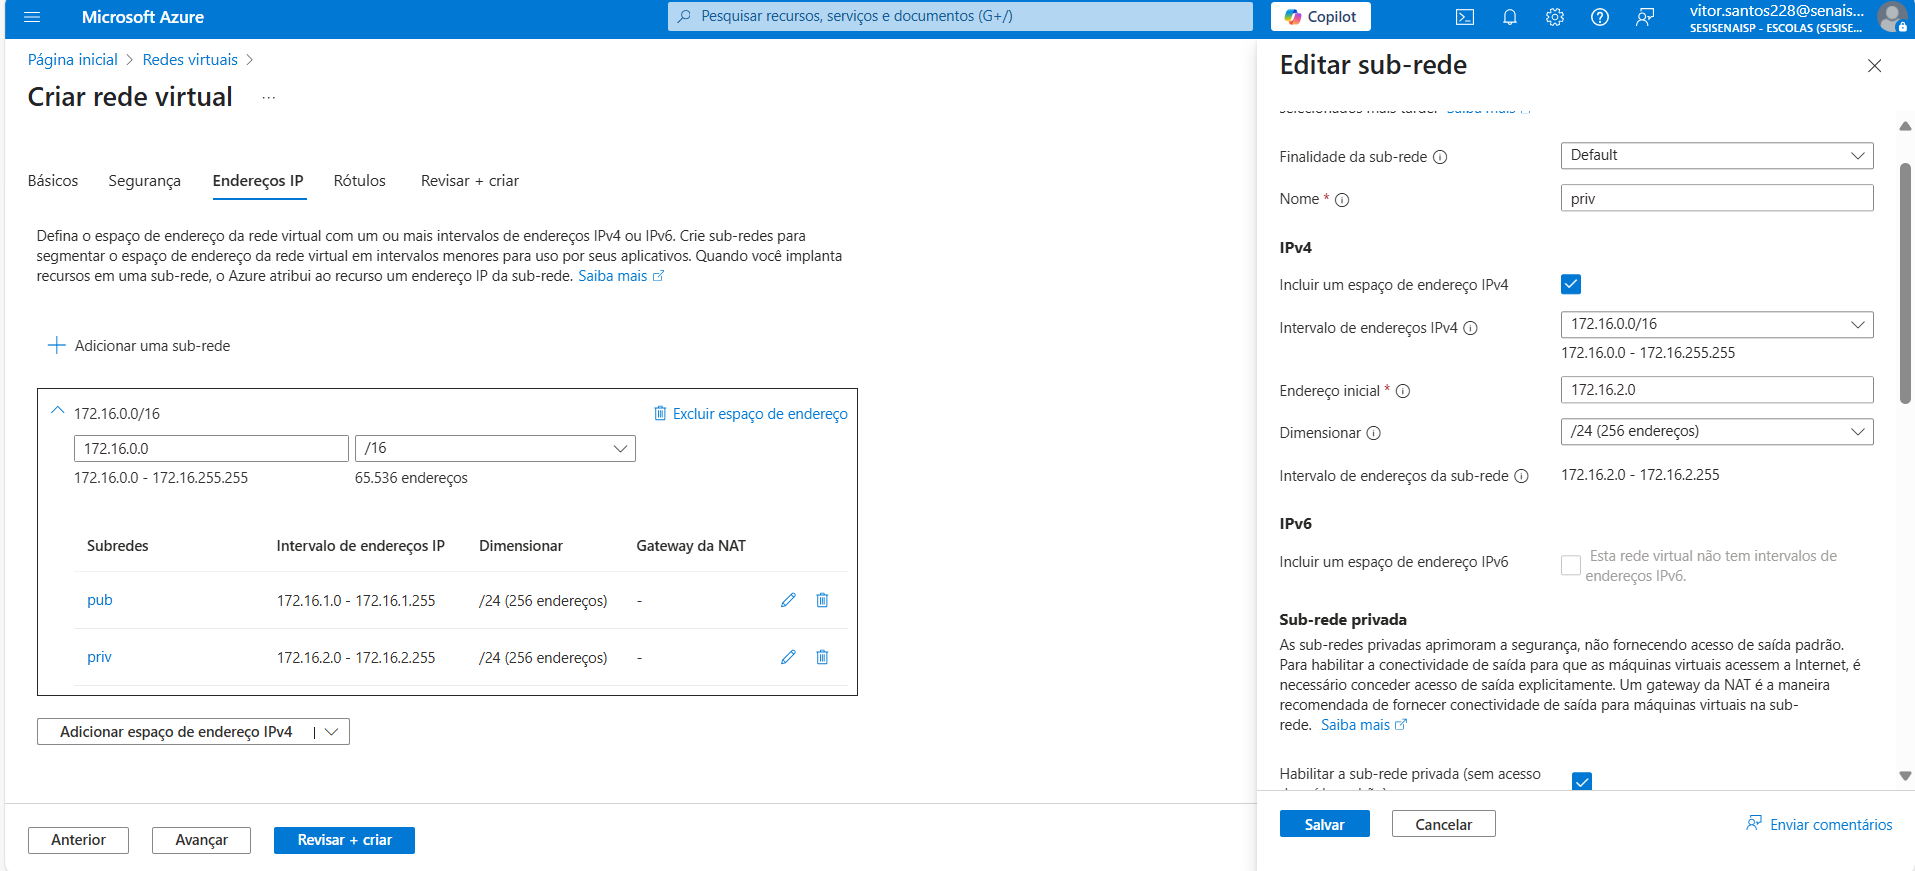 Microsoft Azure
Pesquisar recursos, serviços e documentos (G+/)
Copilot
vitor.santos228@senais...
SESISENAISP - ESCOLAS (SESISE...
Página inicial > Redes virtuais >
Criar rede virtual ...
Básicos Segurança Endereços IP Rótulos Revisar + criar
Defina o espaço de endereço da rede virtual com um ou mais intervalos de endereços IPv4 ou IPv6. Crie sub-redes para
segmentar o espaço de endereço da rede virtual em intervalos menores para uso por seus aplicativos. Quando você implanta
recursos em uma sub-rede, o Azure atribui ao recurso um endereço IP da sub-rede. Saiba mais
Adicionar uma sub-rede
172.16.0.0/16 Excluir espaço de endereço
172.16.0.0 /16
172.16.0.0 - 172.16.255.255 65.536 endereços
Subredes Intervalo de endereços IP Dimensionar Gateway da NAT
pub 172.16.1.0 - 172.16.1.255 /24 (256 endereços) -
priv 172.16.2.0 - 172.16.2.255 /24 (256 endereços) -
Adicionar espaço de endereço IPv4 |
Anterior Avançar Revisar + criar
Editar sub-rede
selecionados mais tarde. Saiba mais
Finalidade da sub-rede Default
Nome * priv
IPv4
Incluir um espaço de endereço IPv4
Intervalo de endereços IPv4 172.16.0.0/16
172.16.0.0 - 172.16.255.255
Endereço inicial * 172.16.2.0
Dimensionar /24 (256 endereços)
Intervalo de endereços da sub-rede 172.16.2.0 - 172.16.2.255
IPv6
Incluir um espaço de endereço IPv6 Esta rede virtual não tem intervalos de
endereços IPv6.
Sub-rede privada
As sub-redes privadas aprimoram a segurança, não fornecendo acesso de saída padrão.
Para habilitar a conectividade de saída para que as máquinas virtuais acessem a Internet, é
necessário conceder acesso de saída explicitamente. Um gateway da NAT é a maneira
recomendada de fornecer conectividade de saída para máquinas virtuais na sub-
rede. Saiba mais
Habilitar a sub-rede privada (sem acesso
Salvar Cancelar Enviar comentários